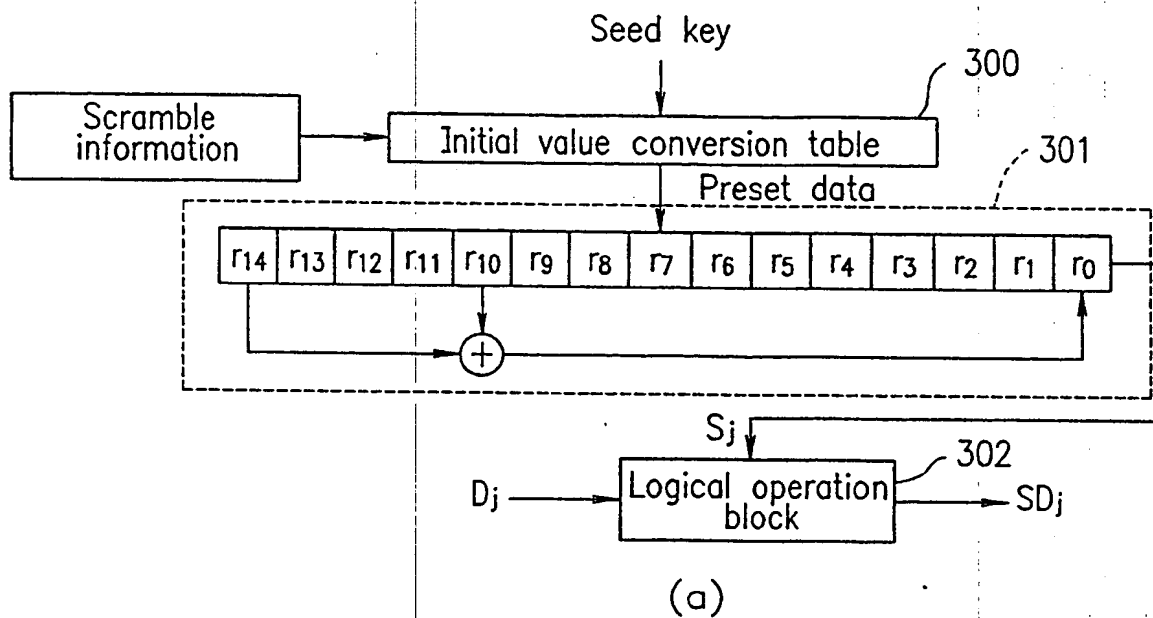 Seed key
300
Scramble
information
Initial value conversion table
301
Preset data
r14 r13 r12 r11 r10 r9 r8 r7 r6 r5 r4 r3 r2 r1 r0
+
Sj
302
Dj
Logical operation
block
SDj
(a)